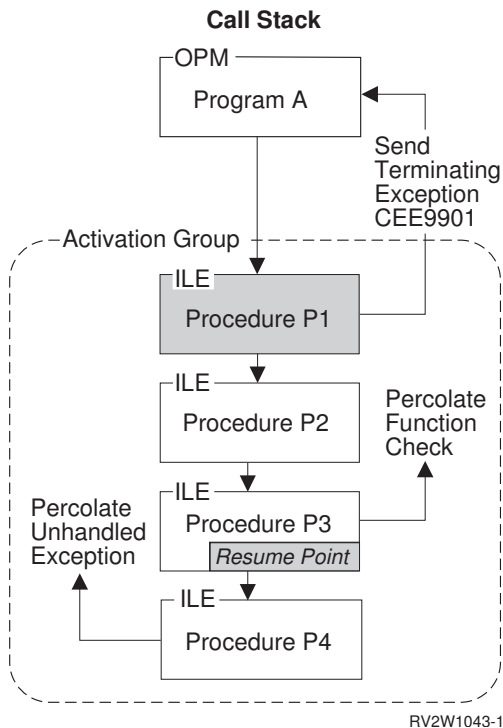 Call Stack
OPM
Program A
Send
Terminating
Exception
CEE9901
Activation Group
ILE
Procedure P1
ILE
Procedure P2
Percolate
Function
Check
ILE
Procedure P3
Resume Point
Percolate
Unhandled
Exception
ILE
Procedure P4
RV2W1043-1